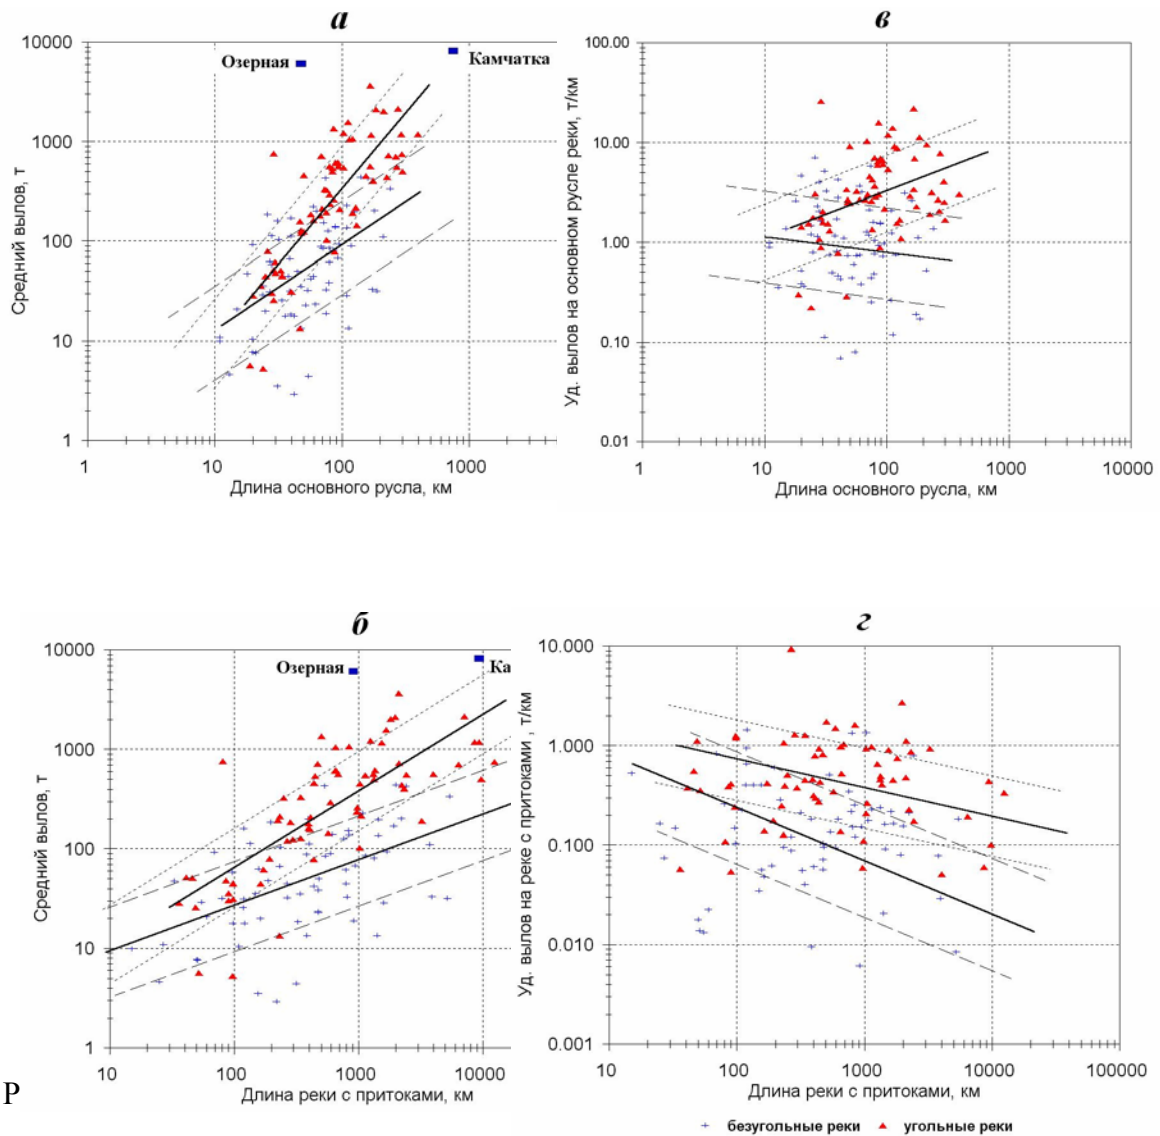 а
10000
1000
100
10
1
Средний вылов, т
Озерная
Камчатка
1
10
100
1000
Длина основного русла, км
в
100.00
10.00
1.00
0.10
0.01
Уд. вылов на основном русле реки, т/км
1
10
100
1000
10000
Длина основного русла, км
б
10000
1000
100
10
1
Средний вылов, т
Озерная
Ка
10
100
1000
10000
Длина реки с притоками, км
г
10.000
1.000
0.100
0.010
0.001
Уд. вылов на реке с притоками , т/км
10
100
1000
10000
100000
Длина реки с притоками, км
Р
безугольные реки
угольные реки